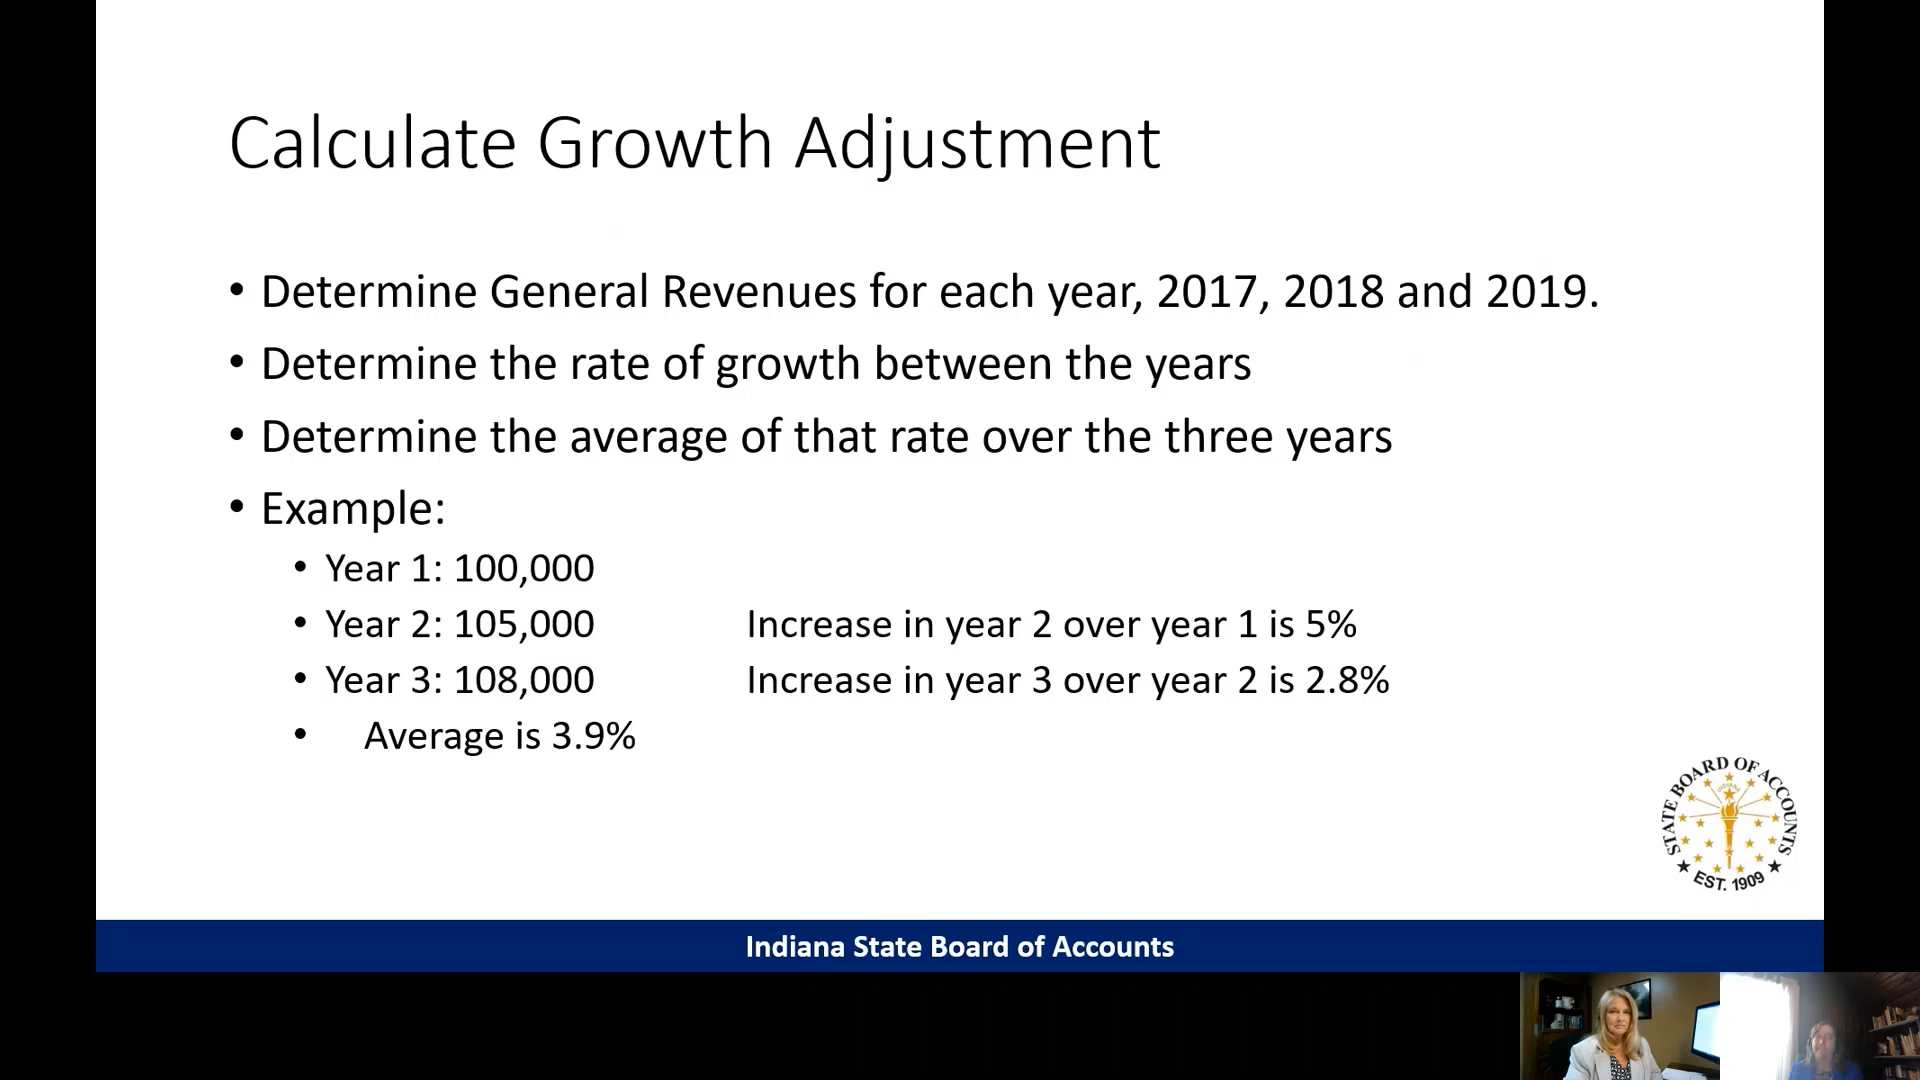 Calculate Growth Adjustment
• Determine General Revenues for each year, 2017, 2018 and 2019.
• Determine the rate of growth between the years
• Determine the average of that rate over the three years
• Example:
• Year 1: 100,000
• Year 2: 105,000 Increase in year 2 over year 1 is 5%
• Year 3: 108,000 Increase in year 3 over year 2 is 2.8%
• Average is 3.9%
STATE BOARD OF ACCOUNTS
INDIANA
★ EST. 1909 ★
Indiana State Board of Accounts